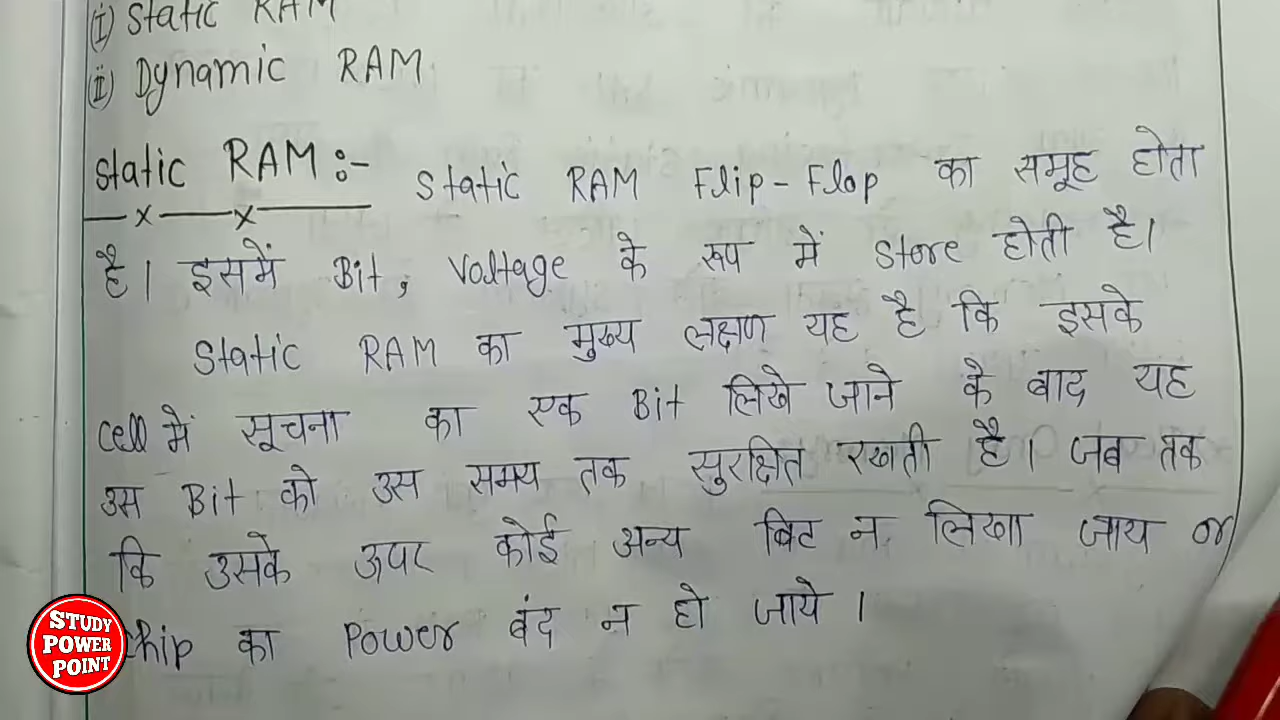 (i) Static RAM
(ii) Dynamic RAM
Static RAM :- Static RAM Flip-Flop का समूह होता
है। इसमें Bit, Voltage के रूप में Store होती है।
Static RAM का मुख्य लक्षण यह है कि इसके
Cell में सूचना का एक Bit लिखे जाने के बाद यह
उस Bit को उस समय तक सुरक्षित रखती है। जब तक
कि उसके ऊपर कोई अन्य बिट न लिखा जाय or
Chip का Power बंद न हो जाये।
STUDY
POWER
POINT